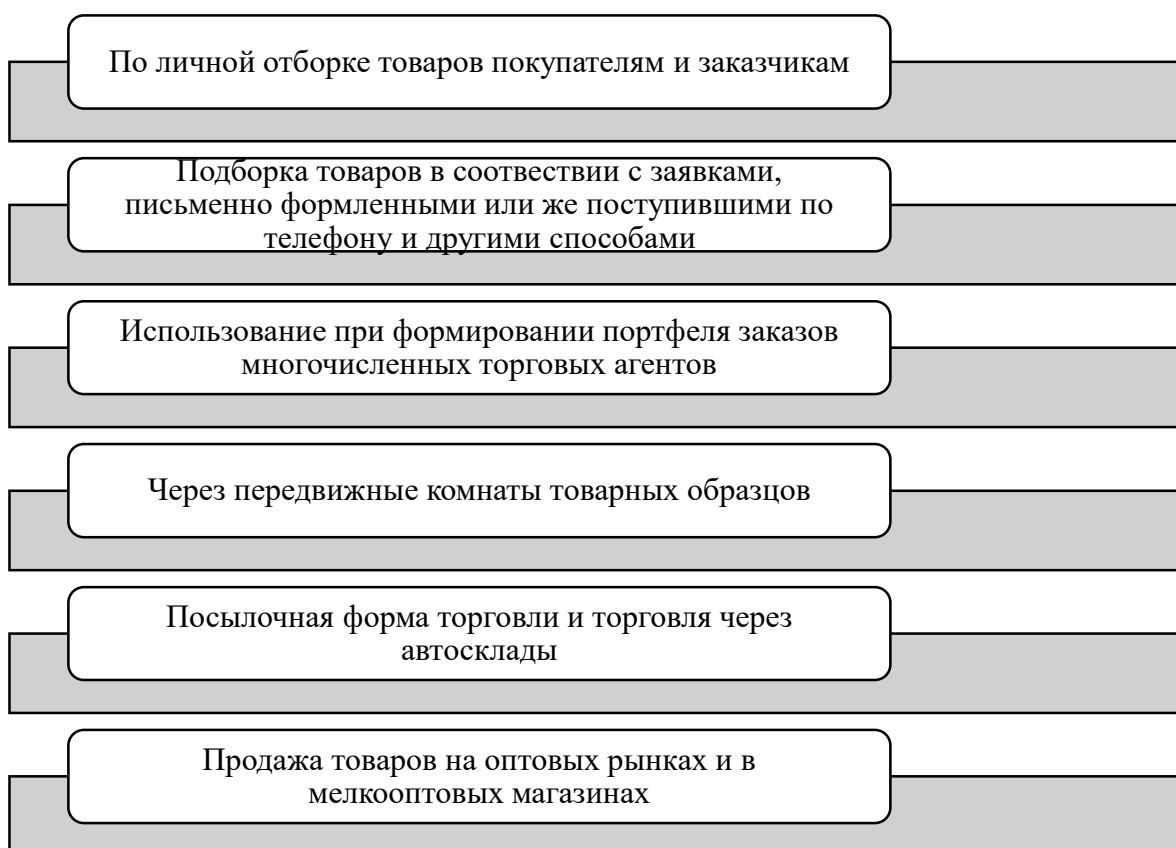 По личной отборке товаров покупателям и заказчикам
Подборка товаров в соотвествии с заявками,
письменно формленными или же поступившими по
телефону и другими способами
Использование при формировании портфеля заказов
многочисленных торговых агентов
Через передвижные комнаты товарных образцов
Посылочная форма торговли и торговля через
автосклады
Продажа товаров на оптовых рынках и в
мелкооптовых магазинах